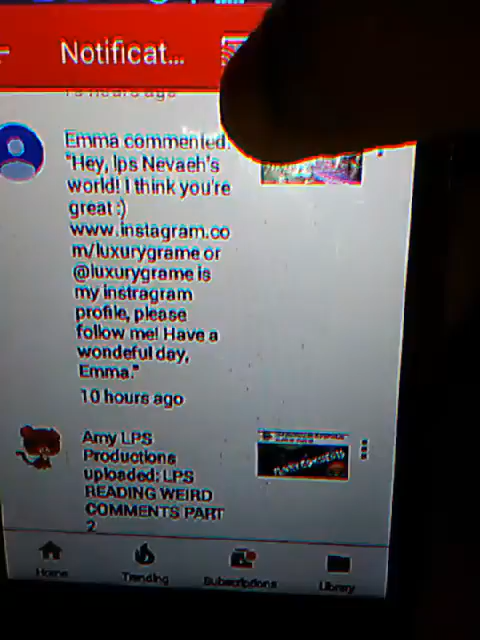 Notificat...
hours ago
Emma commented:
"Hey, lps Nevaeh's
world! I think you're
great :)
www.instagram.co
m/luxurygrame or
@luxurygrame is
my instragram
profile, please
follow me! Have a
wondeful day,
Emma."
10 hours ago
Amy LPS
Productions
uploaded: LPS
READING WEIRD
COMMENTS PART
2
Home Trending Subscriptions Library